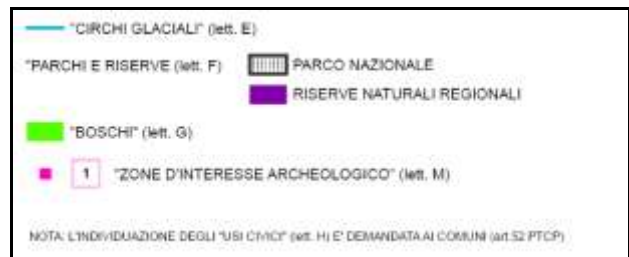 "CIRCHI GLACIALI" (lett. E)
"PARCHI E RISERVE (lett. F) PARCO NAZIONALE
RISERVE NATURALI REGIONALI
"BOSCHI" (lett. G)
1 "ZONE D'INTERESSE ARCHEOLOGICO" (lett. M)
NOTA: L'INDIVIDUAZIONE DEGLI "USI CIVICI" (lett. H) E' DEMANDATA AI COMUNI (art.52 PTCP)